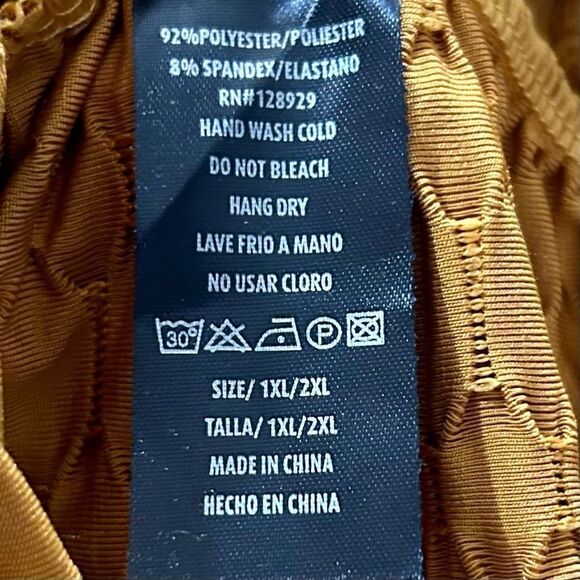 92%POLYESTER/POLIESTER
8% SPANDEX/ELASTANO
RN#128929
HAND WASH COLD
DO NOT BLEACH
HANG DRY
LAVE FRIO A MANO
NO USAR CLORO
30° P
SIZE/ 1XL/2XL
TALLA/ 1XL/2XL
MADE IN CHINA
HECHO EN CHINA